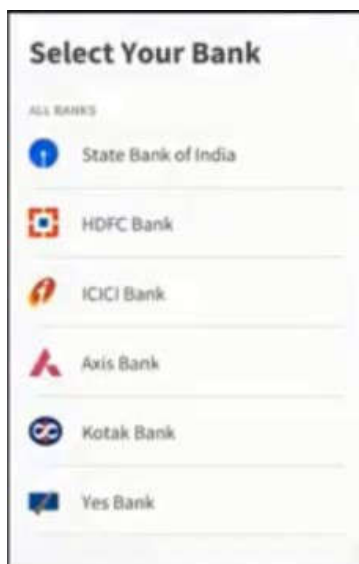 Select Your Bank
ALL BANKS
State Bank of India
HDFC Bank
ICICI Bank
Axis Bank
Kotak Bank
Yes Bank